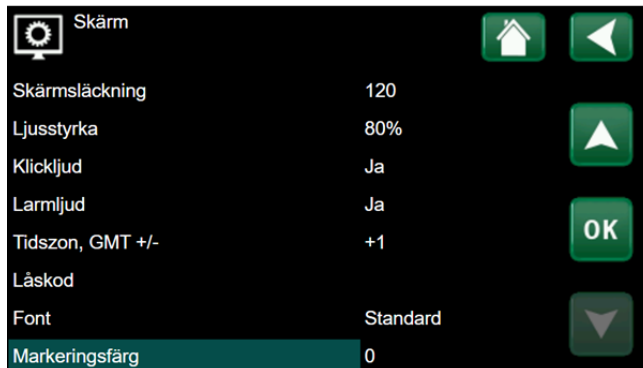 Skärm
Skärmsläckning 120
Ljusstyrka 80%
Klickljud Ja
Larmljud Ja
Tidszon, GMT +/- +1
Låskod
Font Standard
Markeringsfärg 0
OK